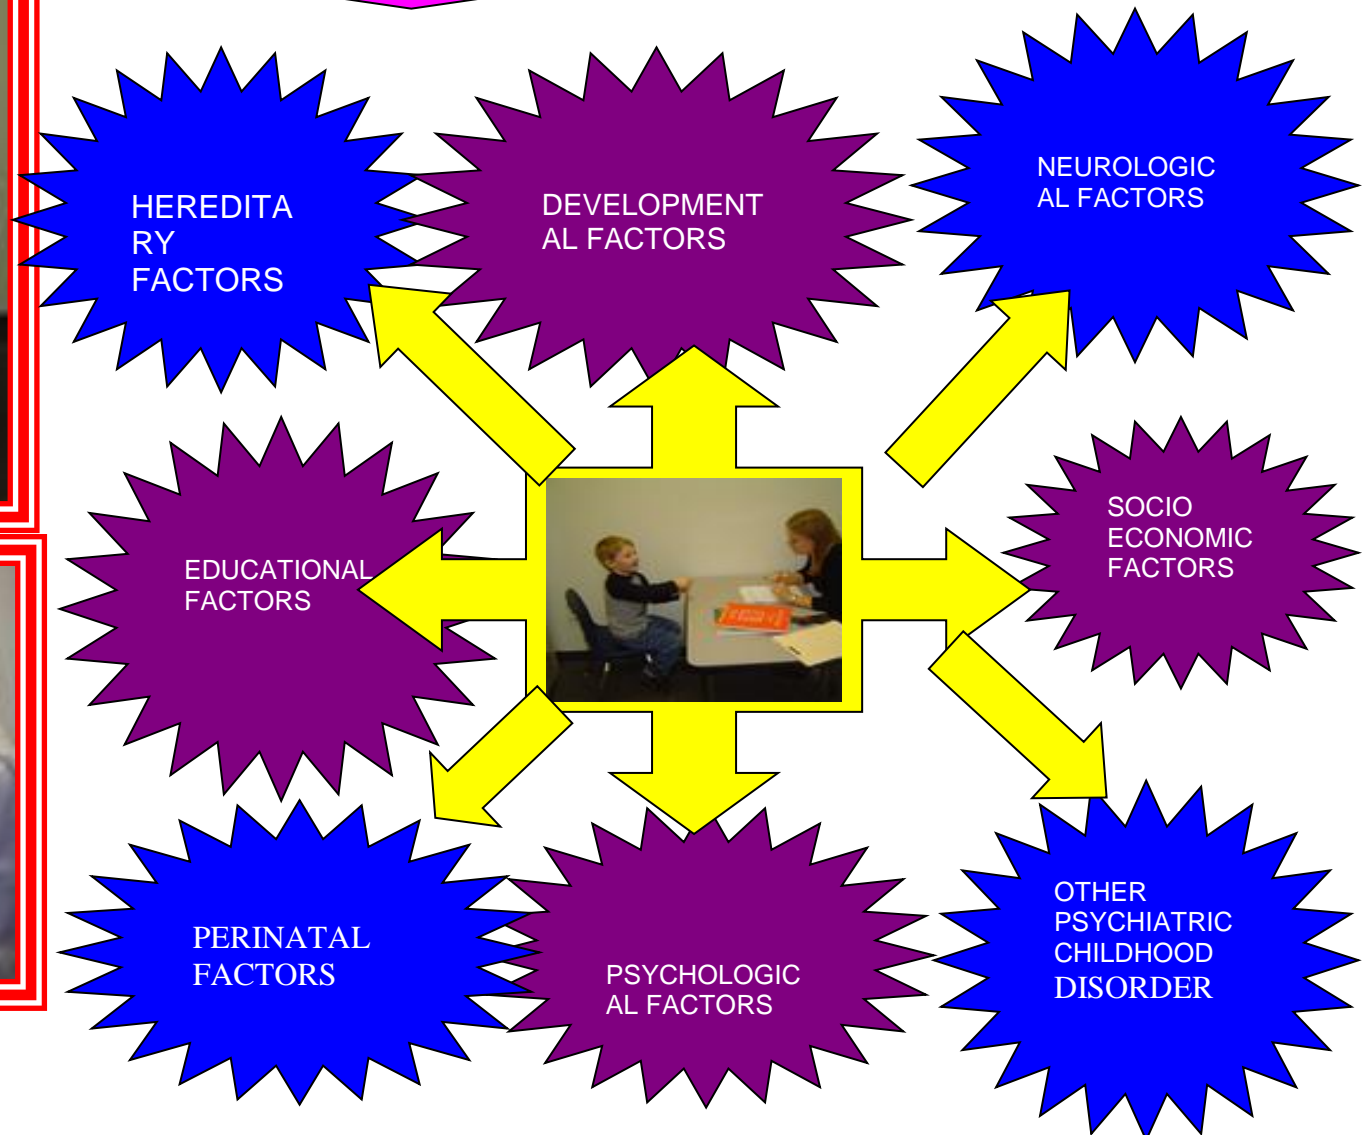 HEREDITA
RY
FACTORS
DEVELOPMENT
AL FACTORS
NEUROLOGIC
AL FACTORS
EDUCATIONAL
FACTORS
SOCIO
ECONOMIC
FACTORS
PERINATAL
FACTORS
PSYCHOLOGIC
AL FACTORS
OTHER
PSYCHIATRIC
CHILDHOOD
DISORDER